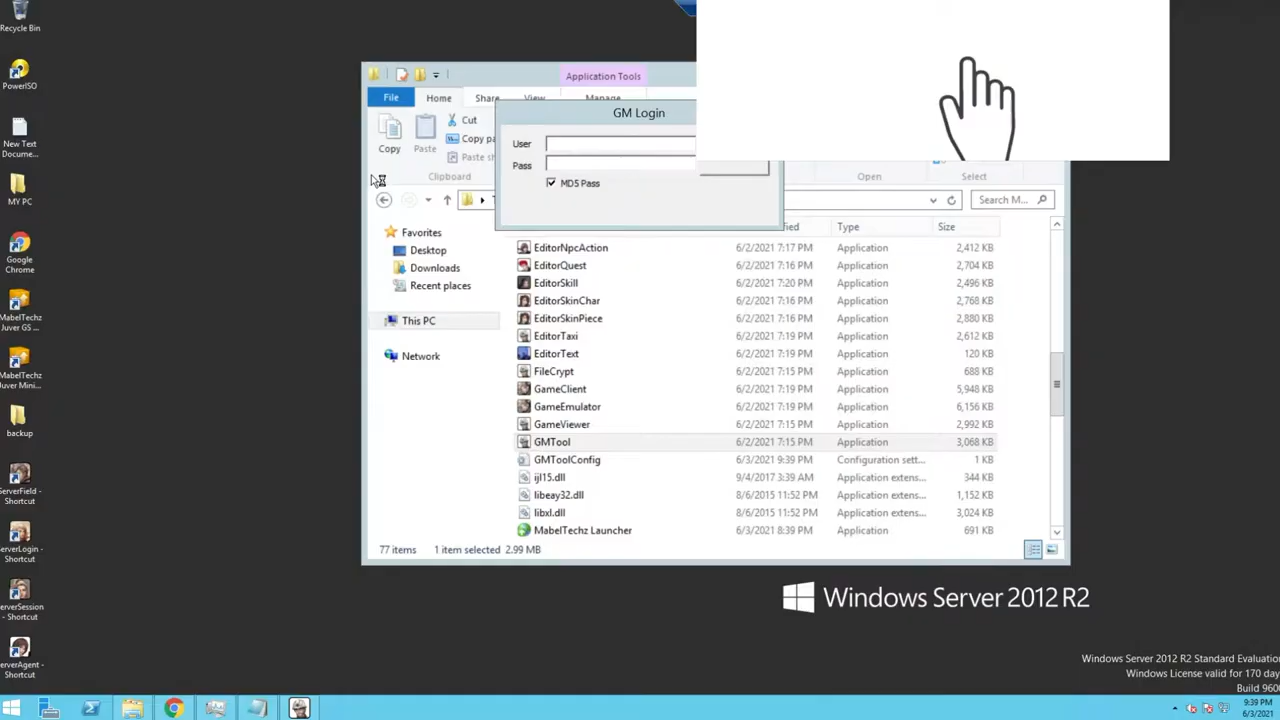 Recycle Bin
PowerISO
New Text
Docume...
MY PC
Google
Chrome
MabelTechz
Juver GS ...
MabelTechz
Juver Mini...
backup
ServerField -
Shortcut
ServerLogin -
Shortcut
ServerSession -
Shortcut
ServerAgent -
Shortcut
Application Tools
File
Home
Share
View
Manage
Copy
Paste
Cut
Copy pa
Paste sh
Clipboard
Open
Select
GM Login
User
Pass
MD5 Pass
Search M...
Type
Size
Favorites
Desktop
Downloads
Recent places
This PC
Network
EditorNpcAction 6/2/2021 7:17 PM Application 2,412 KB
EditorQuest 6/2/2021 7:16 PM Application 2,704 KB
EditorSkill 6/2/2021 7:20 PM Application 2,496 KB
EditorSkinChar 6/2/2021 7:16 PM Application 2,768 KB
EditorSkinPiece 6/2/2021 7:16 PM Application 2,880 KB
EditorTaxi 6/2/2021 7:19 PM Application 2,612 KB
EditorText 6/2/2021 7:19 PM Application 120 KB
FileCrypt 6/2/2021 7:15 PM Application 688 KB
GameClient 6/2/2021 7:19 PM Application 5,948 KB
GameEmulator 6/2/2021 7:19 PM Application 6,156 KB
GameViewer 6/2/2021 7:15 PM Application 2,992 KB
GMTool 6/2/2021 7:15 PM Application 3,068 KB
GMToolConfig 6/3/2021 9:39 PM Configuration sett... 1 KB
ijl15.dll 9/4/2017 3:39 AM Application extens... 344 KB
libeay32.dll 8/6/2015 11:52 PM Application extens... 1,152 KB
libxl.dll 8/6/2015 11:52 PM Application extens... 3,024 KB
MabelTechz Launcher 6/3/2021 8:39 PM Application 691 KB
77 items 1 item selected 2.99 MB
Windows Server 2012 R2
Windows Server 2012 R2 Standard Evaluatio
Windows License valid for 170 day
Build 960
9:39 PM
6/3/2021